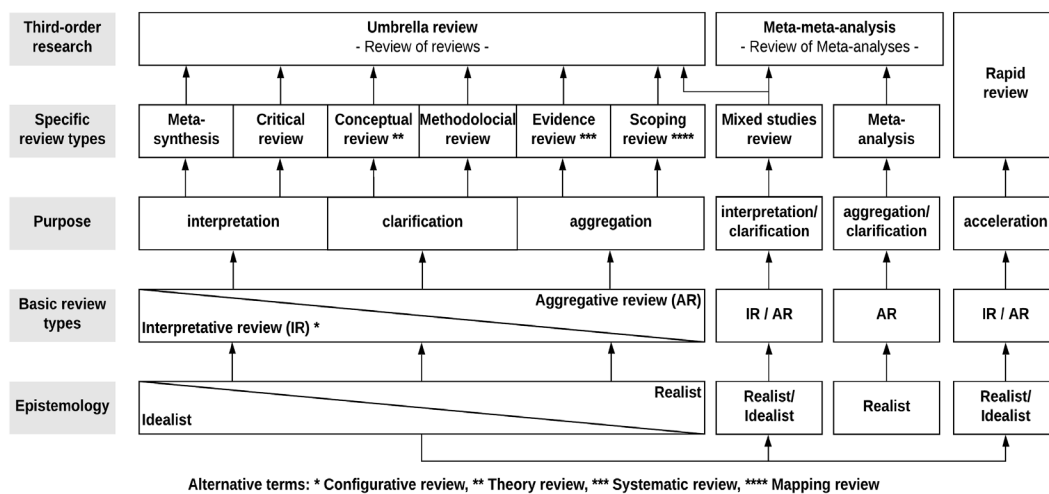 Third-order
research
Umbrella review
- Review of reviews -
Meta-meta-analysis
- Review of Meta-analyses -
Rapid
review
Specific
review types
Meta-
synthesis
Critical
review
Conceptual
review **
Methodolocial
review
Evidence
review ***
Scoping
review ****
Mixed studies
review
Meta-
analysis
Purpose
interpretation
clarification
aggregation
interpretation/
clarification
aggregation/
clarification
acceleration
Basic review
types
Aggregative review (AR)
Interpretative review (IR) *
IR / AR
AR
IR / AR
Epistemology
Realist
Idealist
Realist/
Idealist
Realist
Realist/
Idealist
Alternative terms: * Configurative review, ** Theory review, *** Systematic review, **** Mapping review